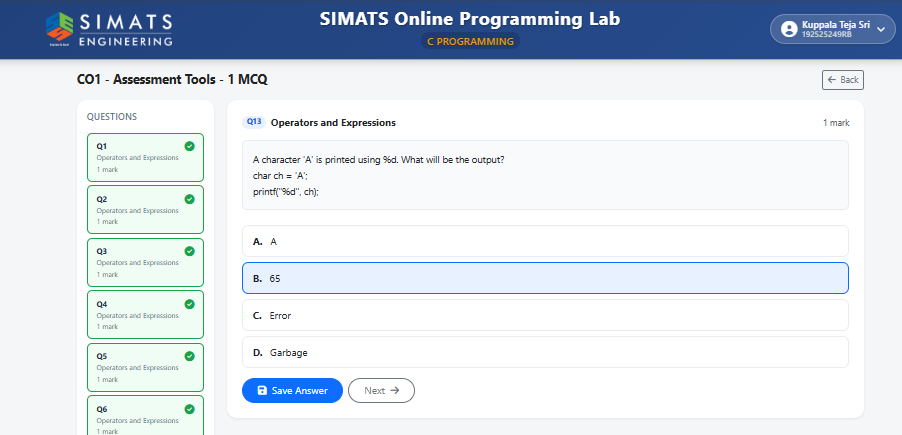 SIMATS
ENGINEERING
SIMATS Online Programming Lab
C PROGRAMMING
Kuppala Teja Sri
192525249RB
CO1 - Assessment Tools - 1 MCQ
← Back
QUESTIONS
Q1
Operators and Expressions
1 mark
Q2
Operators and Expressions
1 mark
Q3
Operators and Expressions
1 mark
Q4
Operators and Expressions
1 mark
Q5
Operators and Expressions
1 mark
Q6
Operators and Expressions
1 mark
Q13 Operators and Expressions
1 mark
A character 'A' is printed using %d. What will be the output?
char ch = 'A';
printf("%d", ch);
A. A
B. 65
C. Error
D. Garbage
Save Answer
Next →